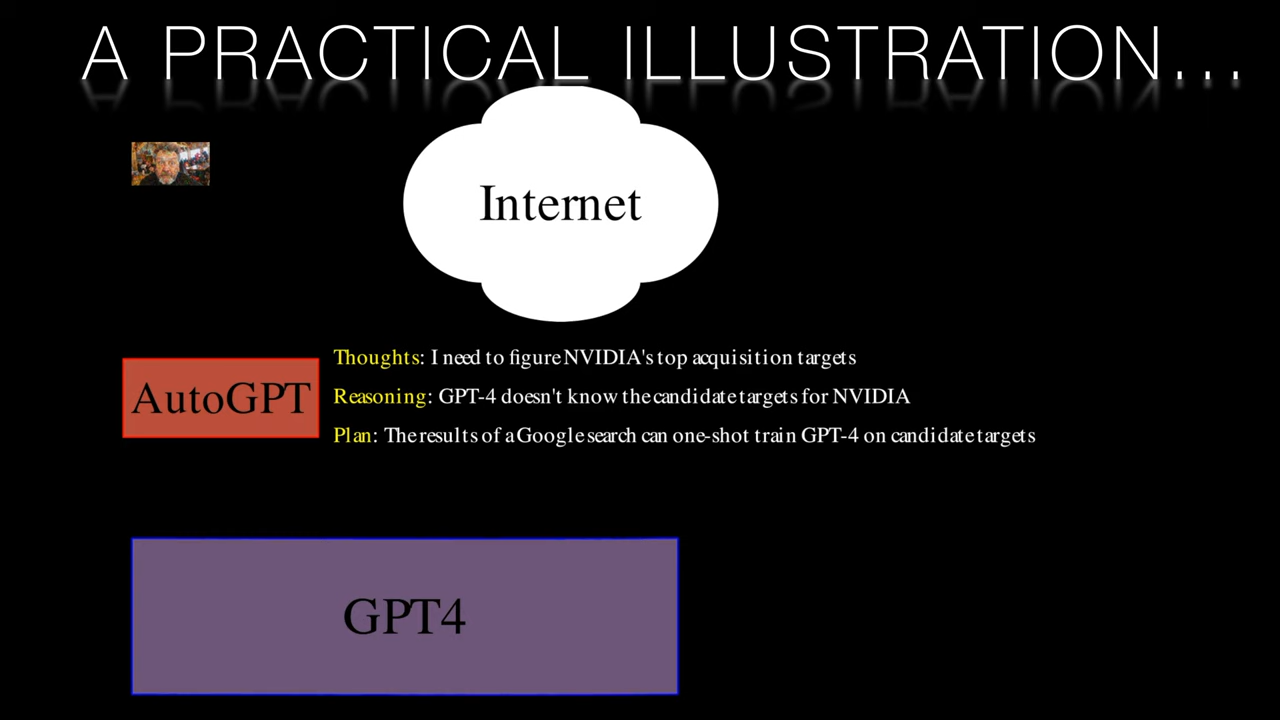 A PRACTICAL ILLUSTRATION...
Internet
AutoGPT
Thoughts: I need to figure NVIDIA's top acquisition targets
Reasoning: GPT-4 doesn't know the candidate targets for NVIDIA
Plan: The results of a Google search can one-shot train GPT-4 on candidate targets
GPT4